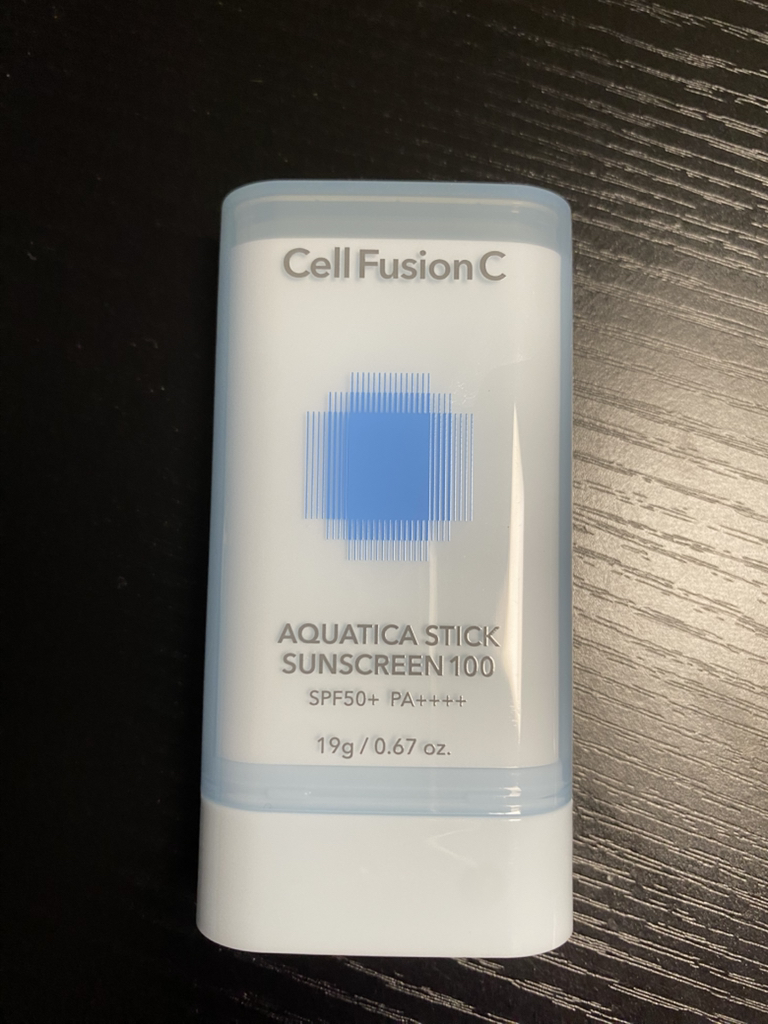 Cell Fusion C
AQUATICA STICK
SUNSCREEN 100
SPF50+ PA++++
19g / 0.67 oz.